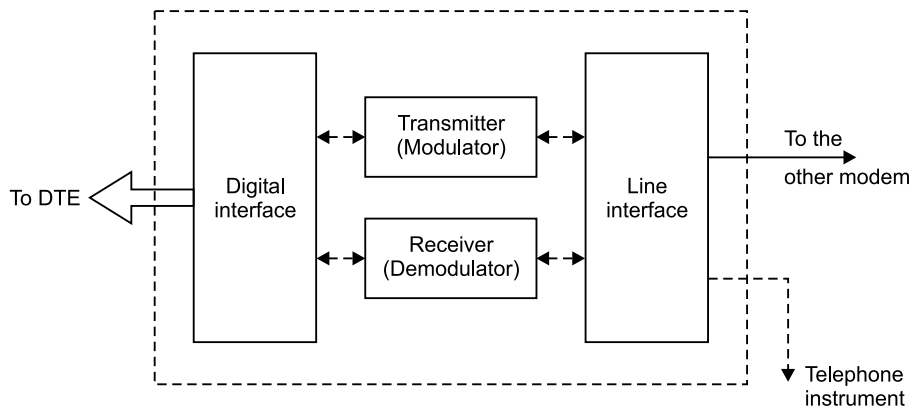 To DTE
Digital
interface
Transmitter
(Modulator)
Receiver
(Demodulator)
Line
interface
To the
other modem
Telephone
instrument